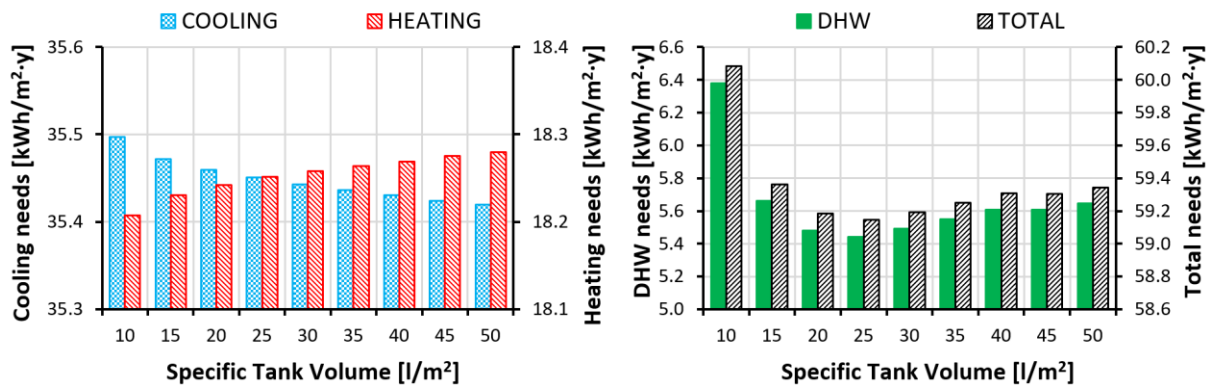 COOLING HEATING
Cooling needs [kWh/m²·y]
35.6
35.5
35.4
35.3
18.4
18.3
18.2
18.1
Heating needs [kWh/m²·y]
10 15 20 25 30 35 40 45 50
Specific Tank Volume [l/m²]
DHW TOTAL
DHW needs [kWh/m²·y]
6.6
6.4
6.2
6.0
5.8
5.6
5.4
5.2
5.0
60.2
60.0
59.8
59.6
59.4
59.2
59.0
58.8
58.6
Total needs [kWh/m²·y]
10 15 20 25 30 35 40 45 50
Specific Tank Volume [l/m²]